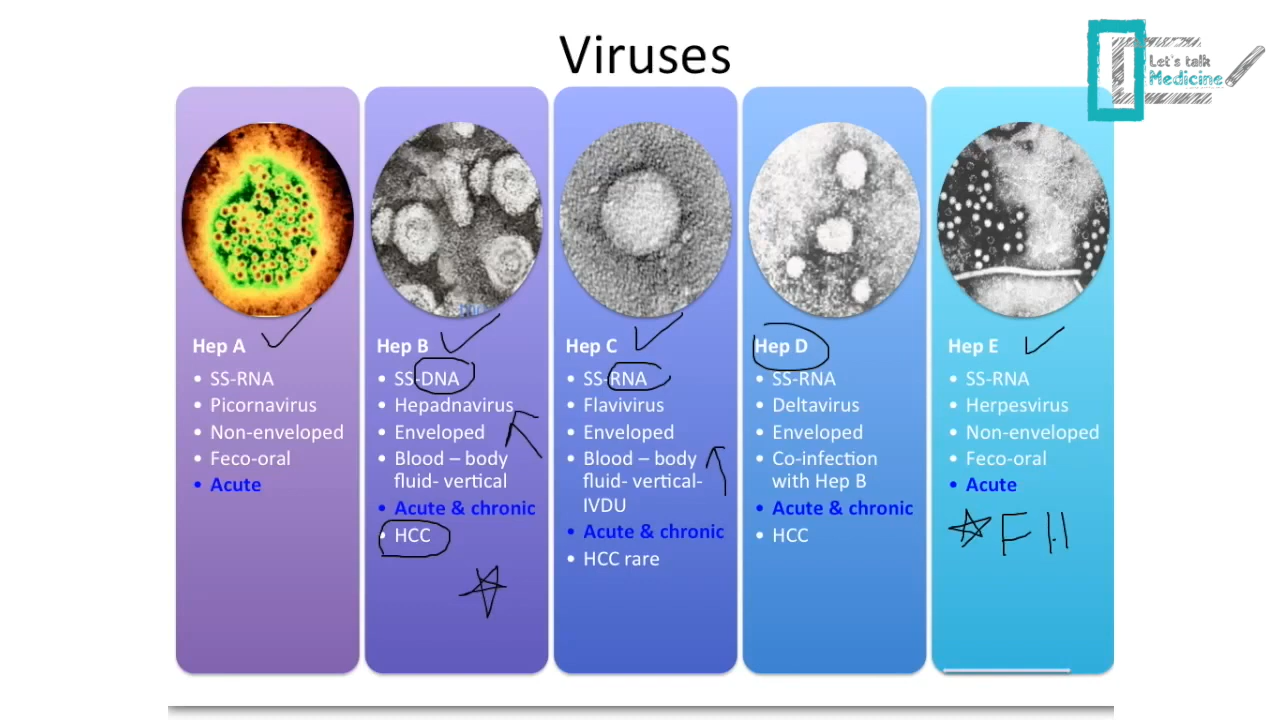 Viruses
Let's talk
Medicine
Hep A
• SS-RNA
• Picornavirus
• Non-enveloped
• Feco-oral
• Acute
Hep B
• SS-DNA
• Hepadnavirus
• Enveloped
• Blood – body
fluid- vertical
• Acute & chronic
• HCC
Hep C
• SS-RNA
• Flavivirus
• Enveloped
• Blood – body
fluid- vertical-
IVDU
• Acute & chronic
• HCC rare
Hep D
• SS-RNA
• Deltavirus
• Enveloped
• Co-infection
with Hep B
• Acute & chronic
• HCC
Hep E
• SS-RNA
• Herpesvirus
• Non-enveloped
• Feco-oral
• Acute
FH